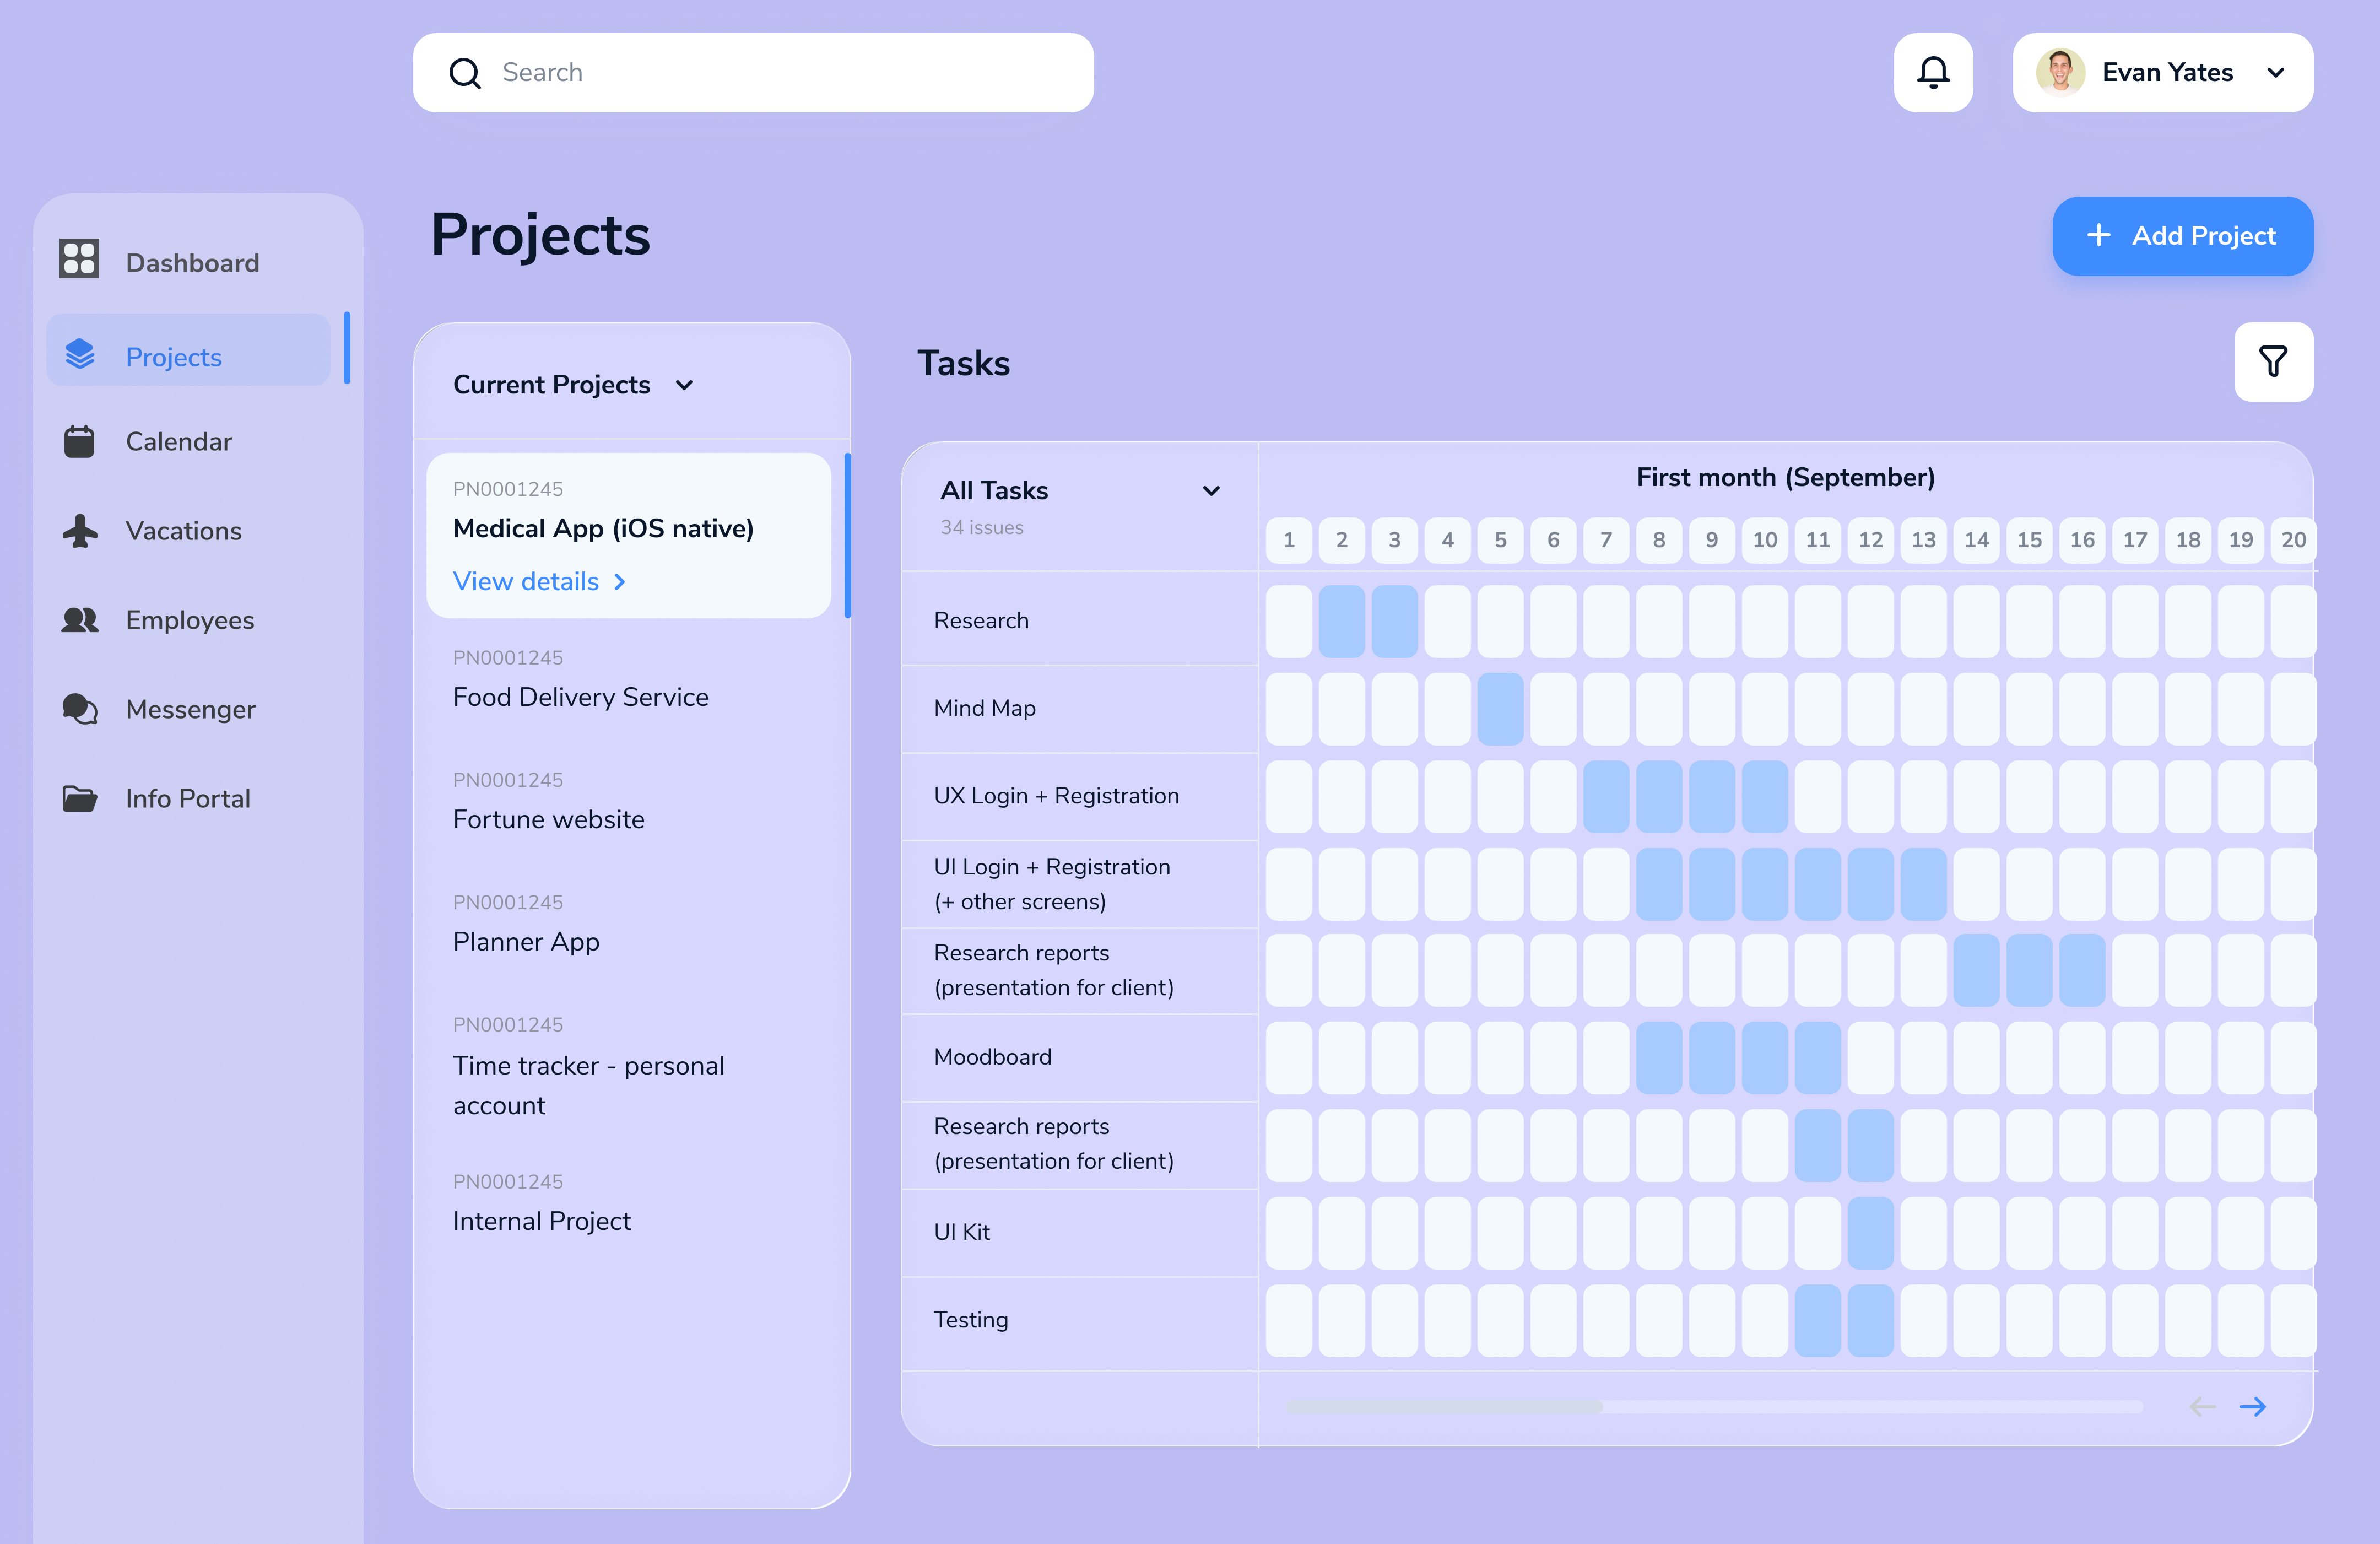 Search
Evan Yates
Dashboard
Projects
Calendar
Vacations
Employees
Messenger
Info Portal
Projects
Add Project
Current Projects
PN0001245
Medical App (iOS native)
View details
PN0001245
Food Delivery Service
PN0001245
Fortune website
PN0001245
Planner App
PN0001245
Time tracker - personal
account
PN0001245
Internal Project
Tasks
All Tasks
34 issues
First month (September)
1 2 3 4 5 6 7 8 9 10 11 12 13 14 15 16 17 18 19 20
Research
Mind Map
UX Login + Registration
UI Login + Registration
(+ other screens)
Research reports
(presentation for client)
Moodboard
Research reports
(presentation for client)
UI Kit
Testing